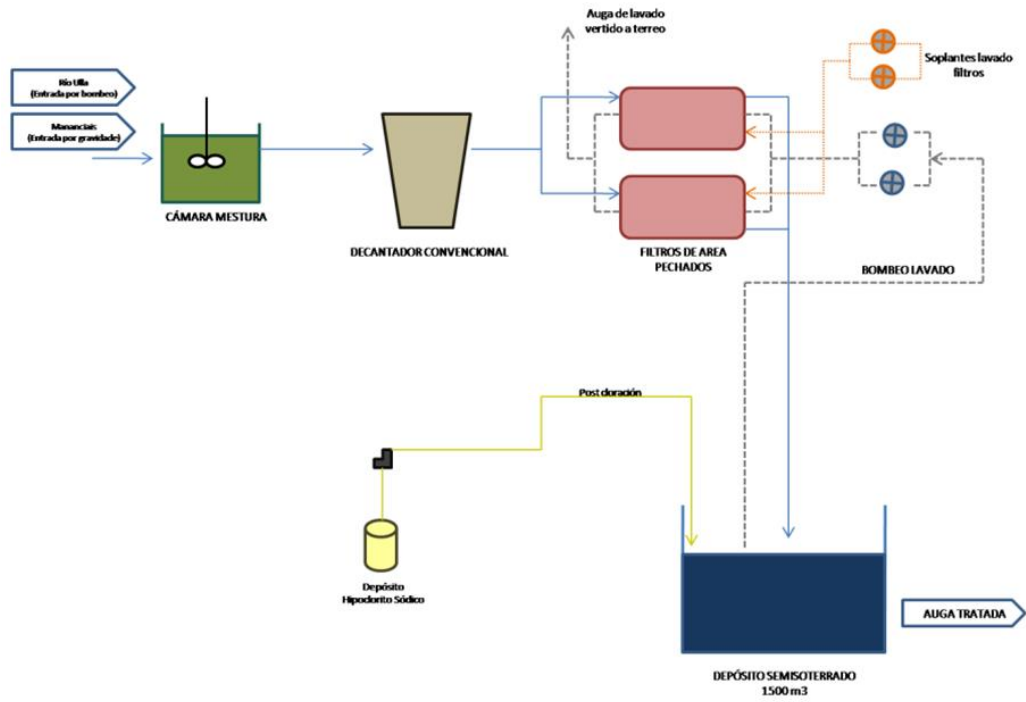 Auga de lavado
vertido a terreo
Soplantes lavado
filtros
Río Ulla
(Entrada por bombeo)
Mananciais
(Entrada por gravidade)
CÁMARA MESTURA
DECANTADOR CONVENCIONAL
FILTROS DE AREA
PECHADOS
BOMBEO LAVADO
Post cloración
Depósito
Hipoclorito Sódico
AUGA TRATADA
DEPÓSITO SEMISOTERRADO
1500 m3